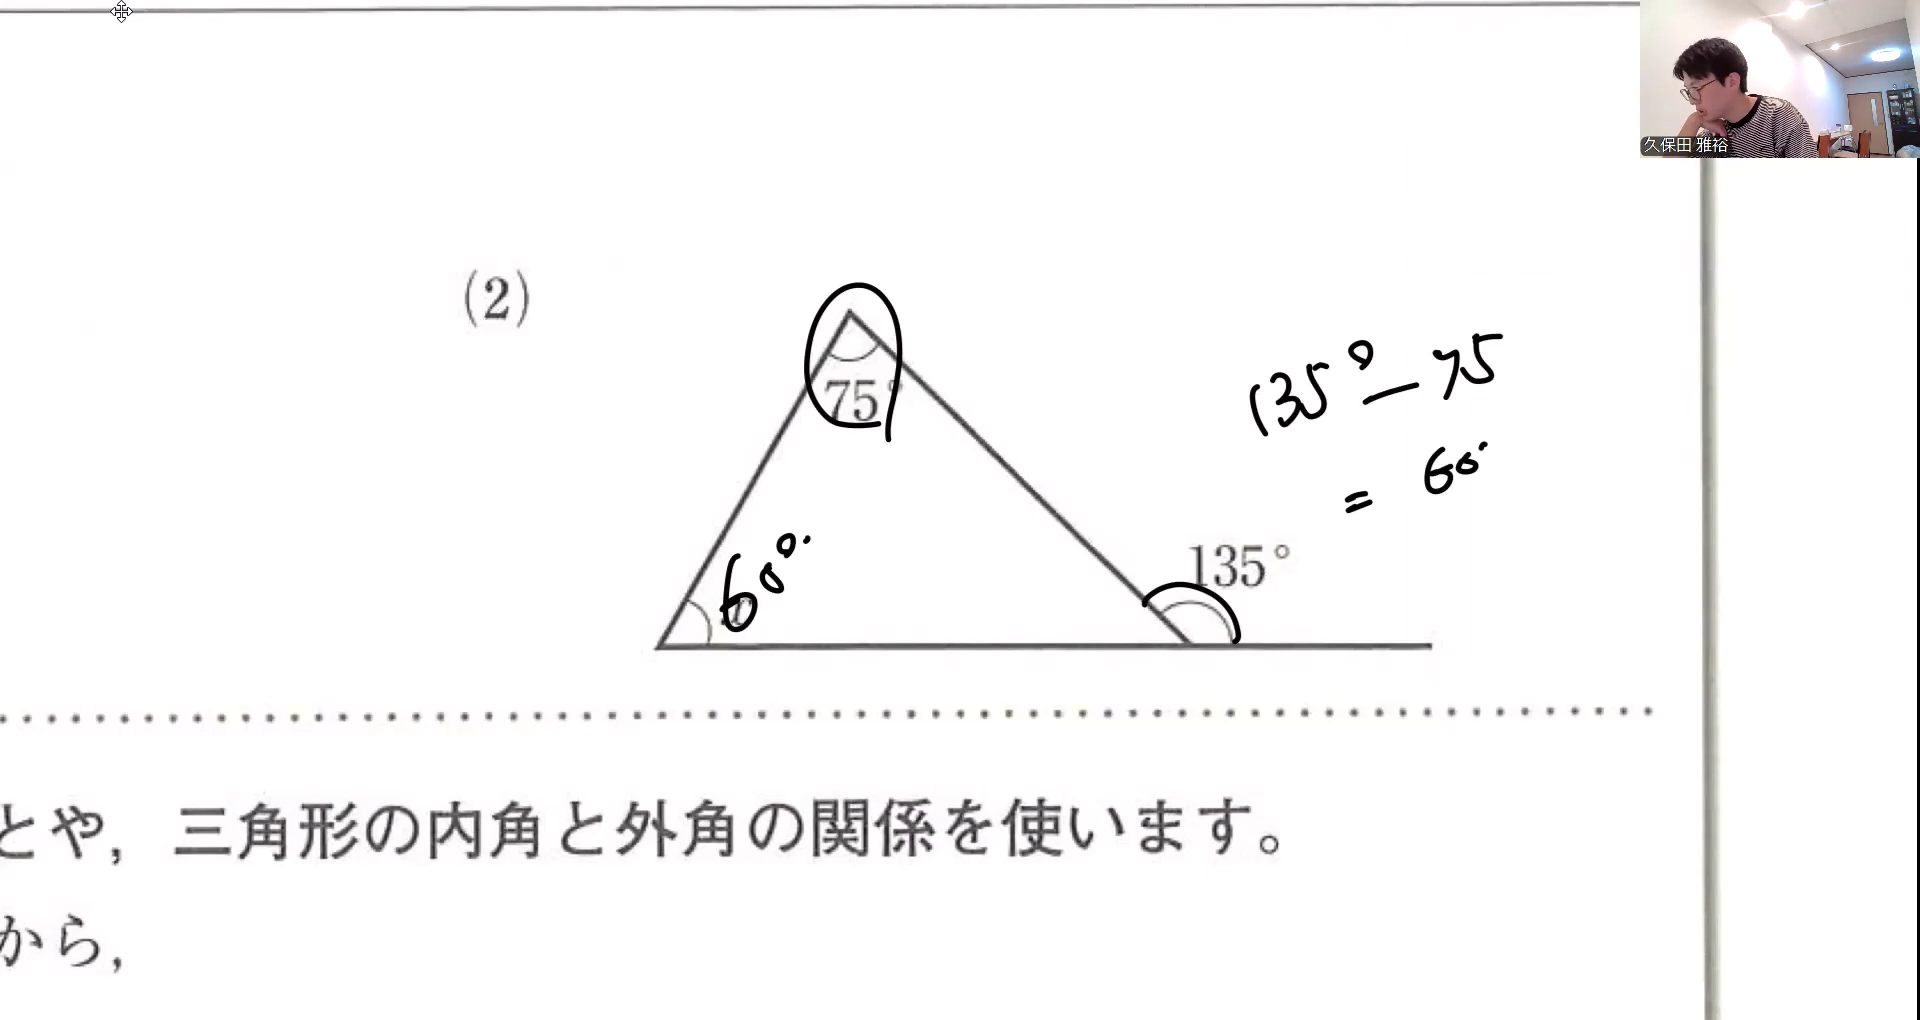 久保田 雅裕
(2)
75°
135° - 75
= 60°
60°
135°
とや，三角形の内角と外角の関係を使います。
から，